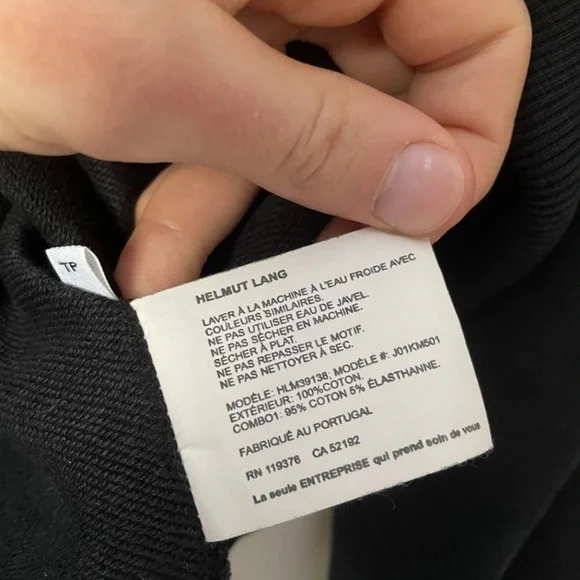 TP
HELMUT LANG
LAVER À LA MACHINE À L'EAU FROIDE AVEC
COULEURS SIMILAIRES.
NE PAS UTILISER EAU DE JAVEL.
NE PAS SÈCHER EN MACHINE.
SÈCHER À PLAT.
NE PAS REPASSER LE MOTIF.
NE PAS NETTOYER À SEC.
MODÈLE: HLM39138; MODÈLE #: J01KM501
EXTÉRIEUR: 100%COTON.
COMBO1: 95% COTON 5% ÉLASTHANNE.
FABRIQUÉ AU PORTUGAL
RN 119376 CA 52192
La seule ENTREPRISE qui prend soin de vous